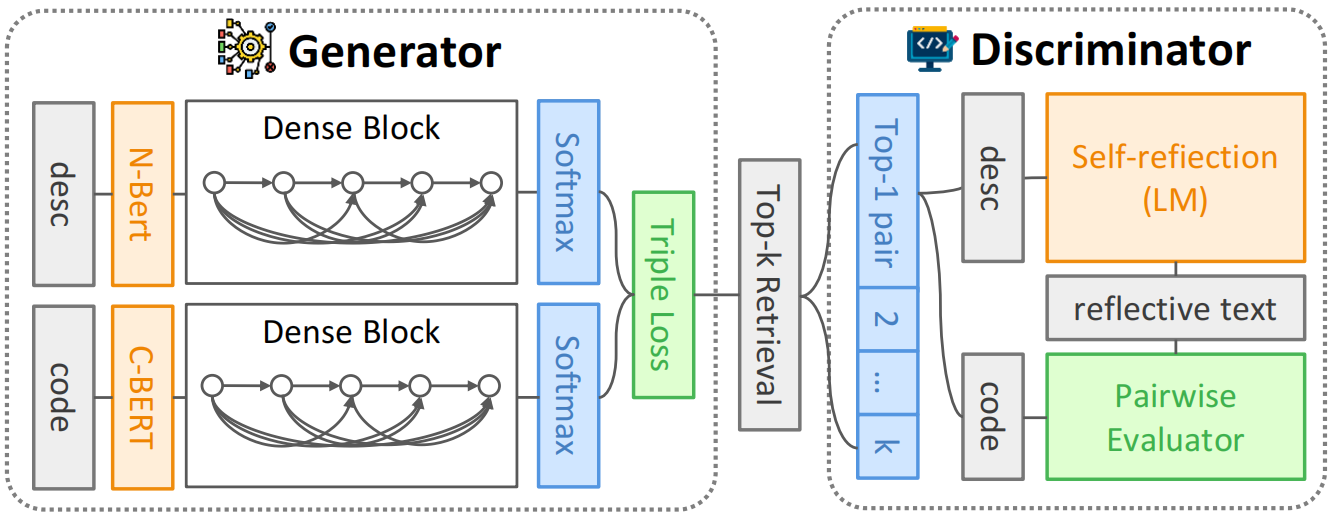 Generator
desc
N-Bert
Dense Block
Softmax
code
C-BERT
Dense Block
Softmax
Triple Loss
Top-k Retrieval
Discriminator
</>
Top-1 pair
2
...
k
desc
Self-refiection
(LM)
reflective text
code
Pairwise
Evaluator